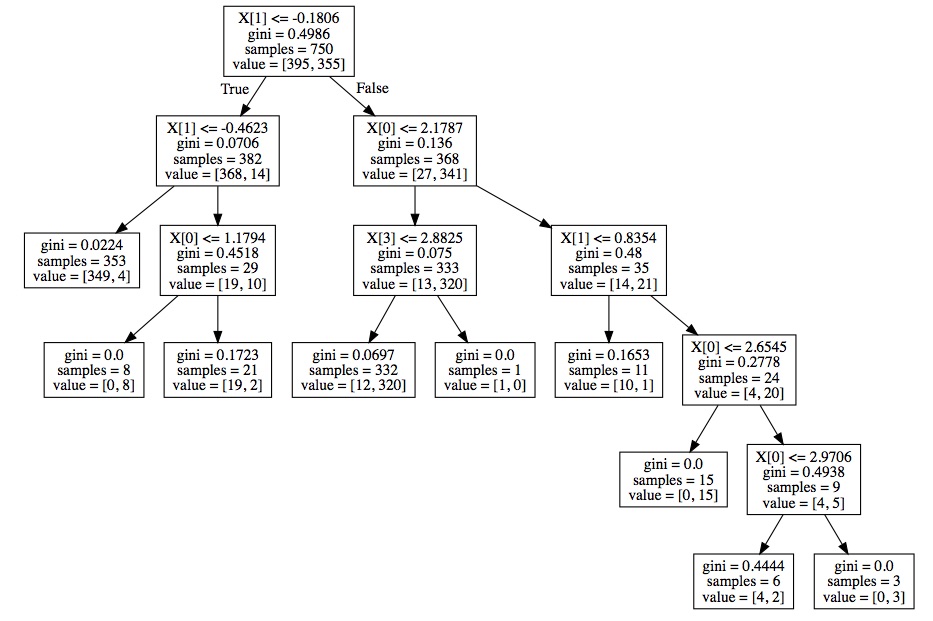 X[1] <= -0.1806
gini = 0.4986
samples = 750
value = [395, 355]
True
False
X[1] <= -0.4623
gini = 0.0706
samples = 382
value = [368, 14]
X[0] <= 2.1787
gini = 0.136
samples = 368
value = [27, 341]
gini = 0.0224
samples = 353
value = [349, 4]
X[0] <= 1.1794
gini = 0.4518
samples = 29
value = [19, 10]
X[3] <= 2.8825
gini = 0.075
samples = 333
value = [13, 320]
X[1] <= 0.8354
gini = 0.48
samples = 35
value = [14, 21]
gini = 0.0
samples = 8
value = [0, 8]
gini = 0.1723
samples = 21
value = [19, 2]
gini = 0.0697
samples = 332
value = [12, 320]
gini = 0.0
samples = 1
value = [1, 0]
gini = 0.1653
samples = 11
value = [10, 1]
X[0] <= 2.6545
gini = 0.2778
samples = 24
value = [4, 20]
gini = 0.0
samples = 15
value = [0, 15]
X[0] <= 2.9706
gini = 0.4938
samples = 9
value = [4, 5]
gini = 0.4444
samples = 6
value = [4, 2]
gini = 0.0
samples = 3
value = [0, 3]